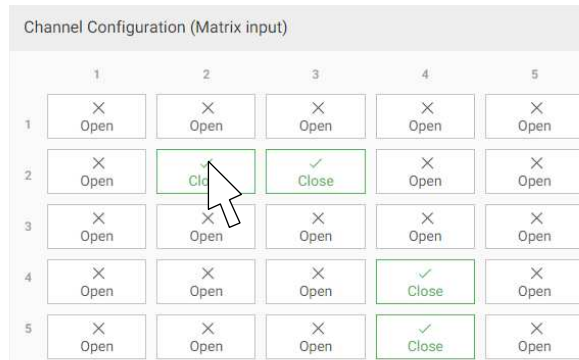 Channel Configuration (Matrix input)
1 2 3 4 5
Open Open Open Open Open
1
Open Close Open Open
2
Open Open Open Open Open
3
Open Open Open Close Open
4
Open Open Open Close Open
5